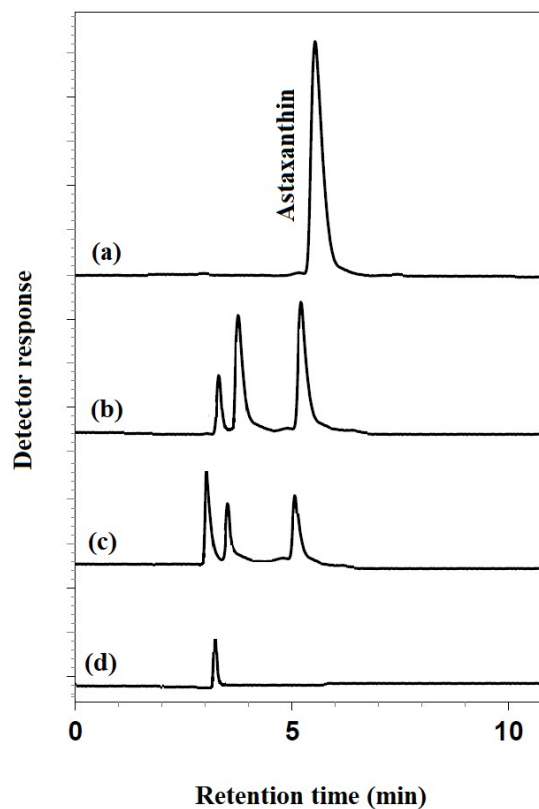 Astaxanthin
(a)
Detector response
(b)
(c)
(d)
0 5 10
Retention time (min)